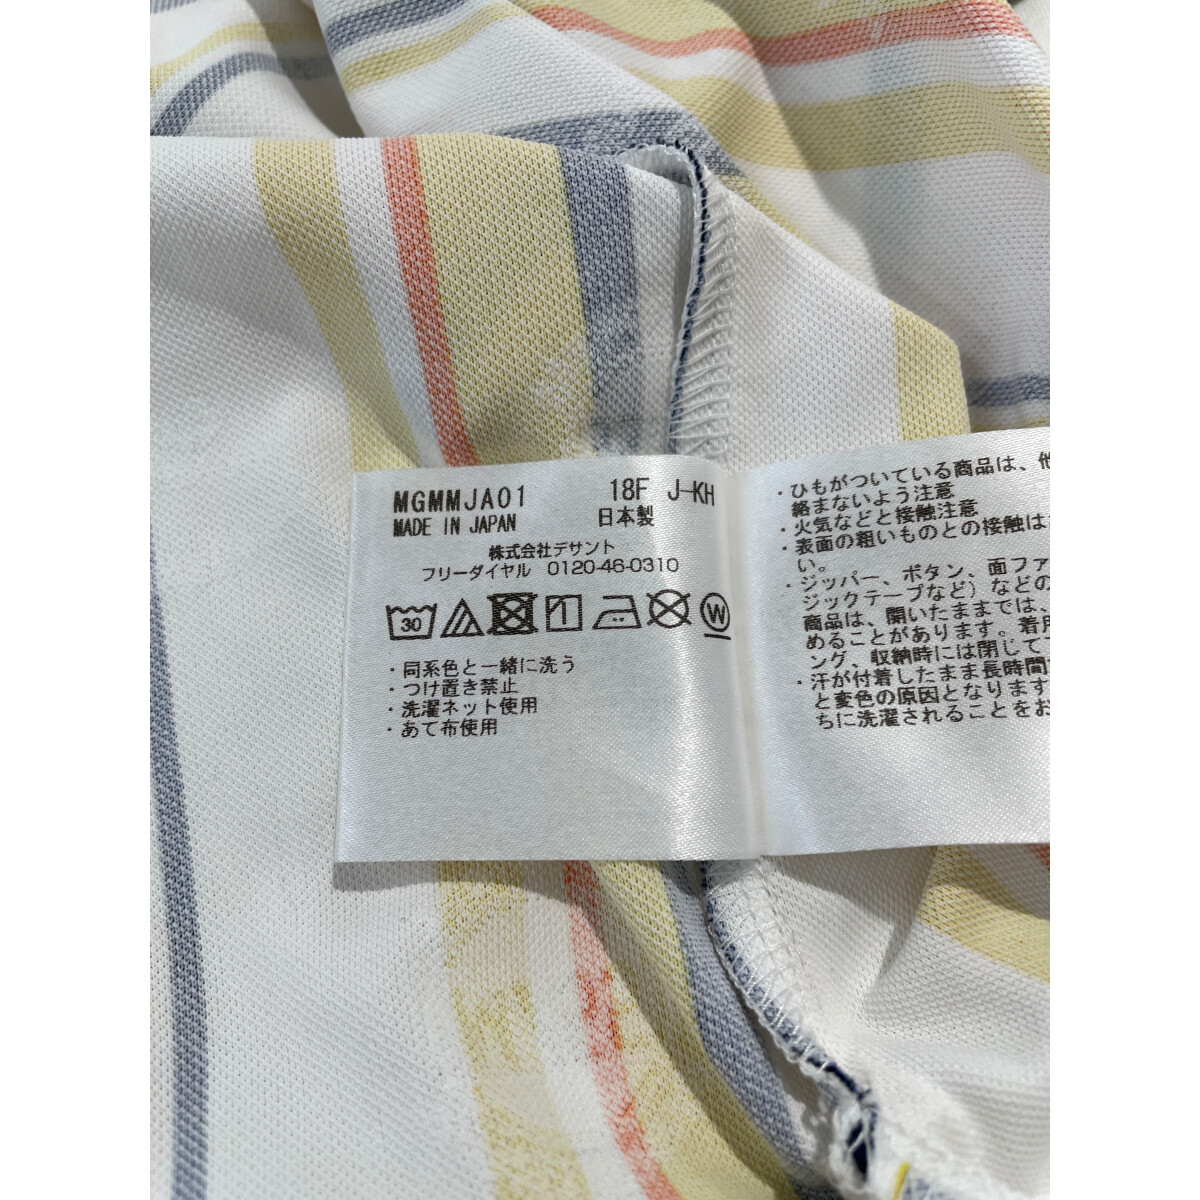 MGMMJA01 18F J-KH
MADE IN JAPAN 日本製
株式会社デサント
フリーダイヤル 0120-46-0310
30 W
・同系色と一緒に洗う
・つけ置き禁止
・洗濯ネット使用
・あて布使用
・ひもがついている商品は、他
絡まないよう注意
・火気などと接触注意
・表面の粗いものとの接触は
い。
・ジッパー、ボタン、面ファ
ジックテープなど）などの
商品は、開いたままでは、
めることがあります。着用
ング、収納時には閉じて
・汗が付着したまま長時間
と変色の原因となります
ちに洗濯されることをお